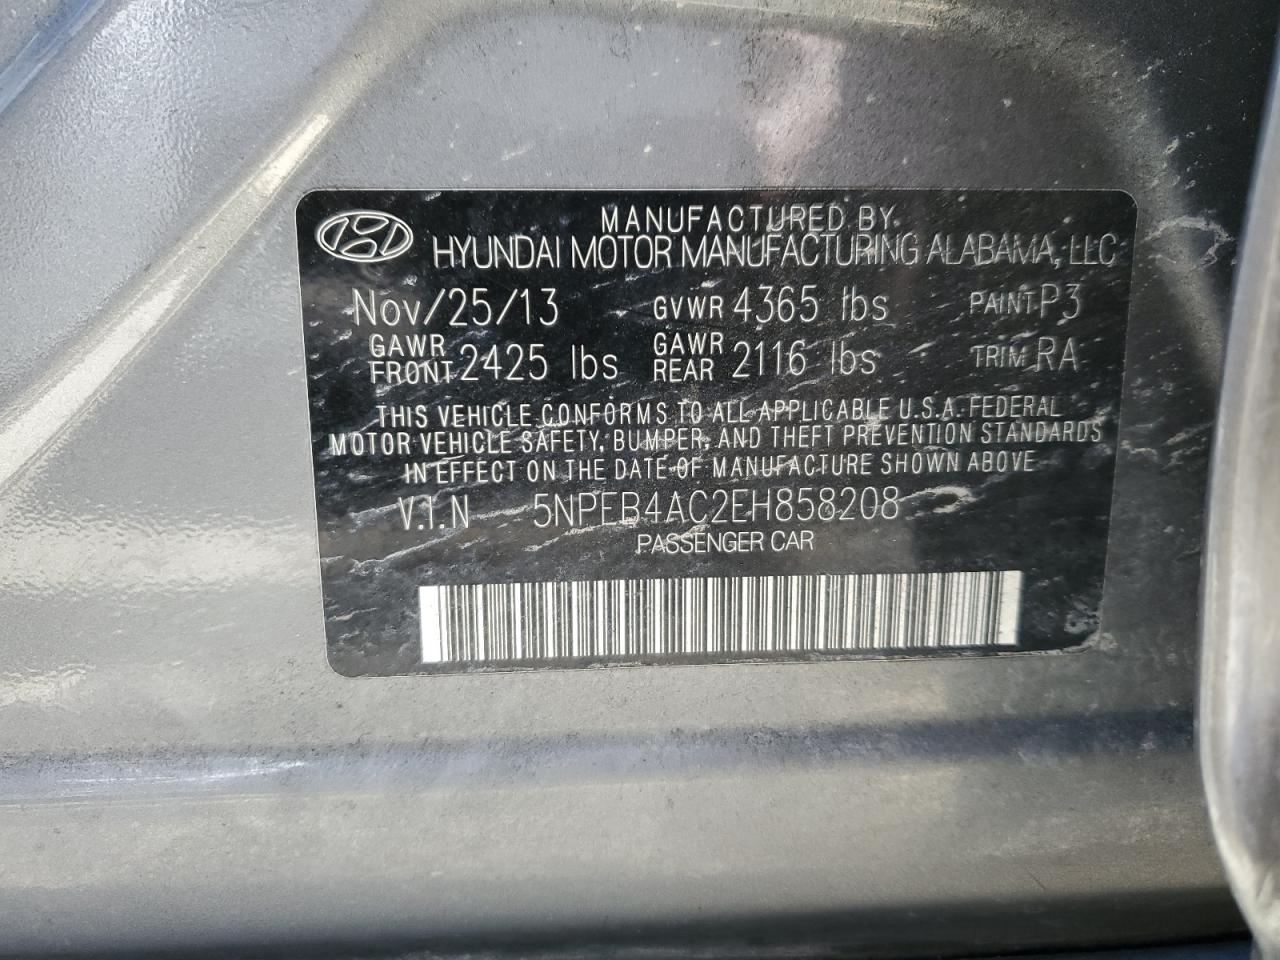 MANUFACTURED BY
HYUNDAI MOTOR MANUFACTURING ALABAMA, LLC
Nov/25/13 GVWR 4365 lbs PAINT P3
GAWR FRONT 2425 lbs GAWR REAR 2116 lbs TRIM RA
THIS VEHICLE CONFORMS TO ALL APPLICABLE U.S.A. FEDERAL
MOTOR VEHICLE SAFETY, BUMPER, AND THEFT PREVENTION STANDARDS
IN EFFECT ON THE DATE OF MANUFACTURE SHOWN ABOVE
V.I.N 5NPEB4AC2EH858208
PASSENGER CAR